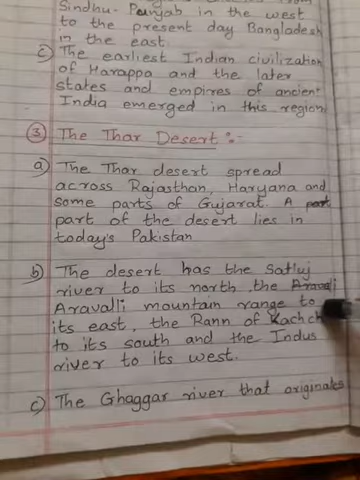 Sindhu-Punjab in the west
to the present day Bangladesh
in the east.
c) The earliest Indian civilization
of Harappa and the later
states and empires of ancient
India emerged in this region.
③ The Thar Desert :-
a) The Thar desert spread
across Rajasthan, Haryana and
some parts of Gujarat. A part
part of the desert lies in
today's Pakistan
b) The desert has the Satluj
river to its north, the Aravali
Aravalli mountain range to
its east, the Rann of Kachch
to its south and the Indus
river to its west.
c) The Ghaggar river that originates